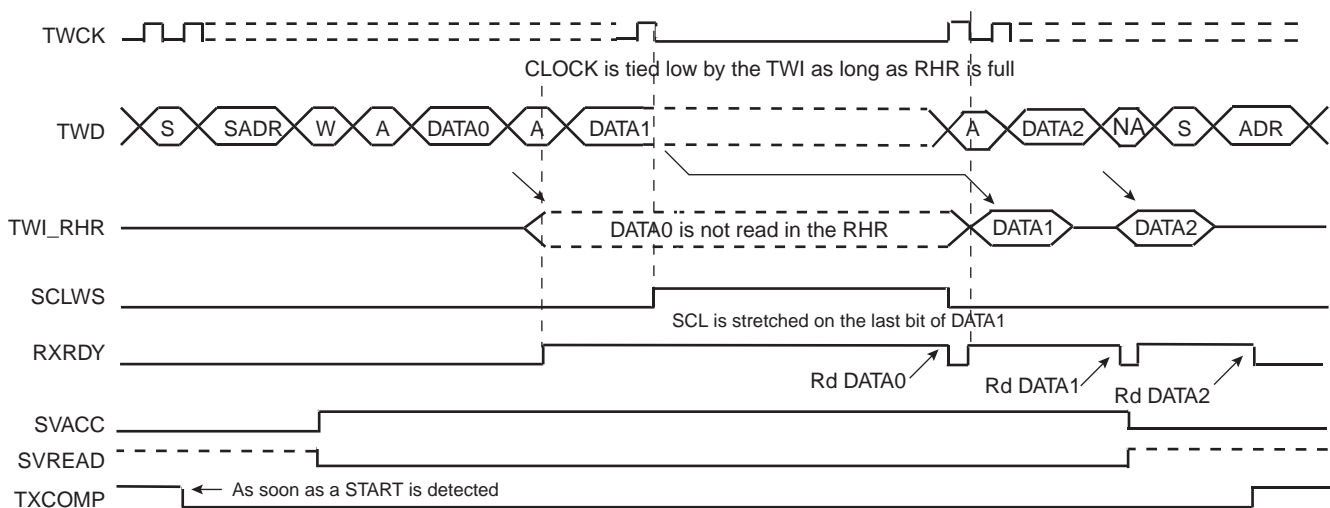 TWCK
CLOCK is tied low by the TWI as long as RHR is full
TWD S SADR W A DATA0 A DATA1 A DATA2 NA S ADR
TWI_RHR DATA0 is not read in the RHR DATA1 DATA2
SCLWS
SCL is stretched on the last bit of DATA1
RXRDY
Rd DATA0 Rd DATA1 Rd DATA2
SVACC
SVREAD
TXCOMP As soon as a START is detected